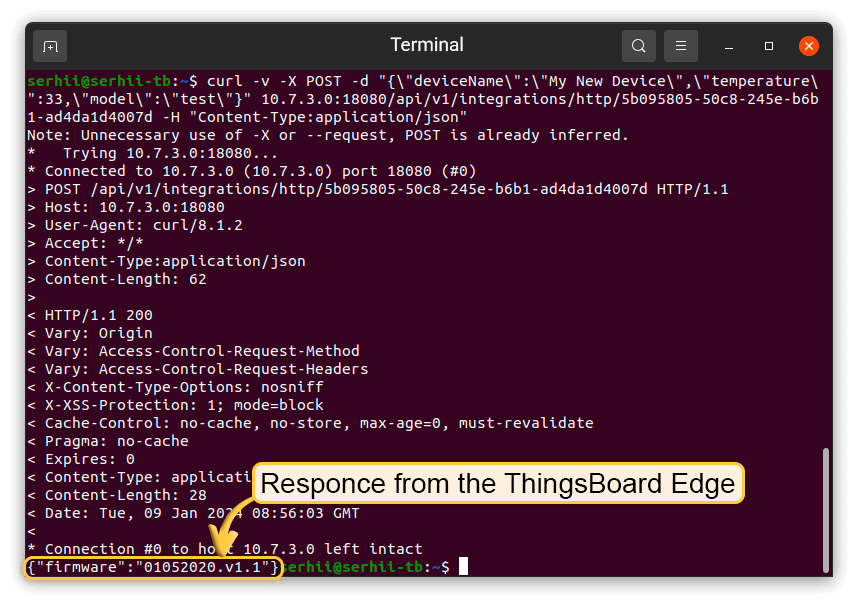 Terminal
serhii@serhii-tb:~$ curl -v -X POST -d "{\"deviceName\":\"My New Device\",\"temperature\
":33,\"model\":\"test\"}" 10.7.3.0:18080/api/v1/integrations/http/5b095805-50c8-245e-b6b
1-ad4da1d4007d -H "Content-Type:application/json"
Note: Unnecessary use of -X or --request, POST is already inferred.
*   Trying 10.7.3.0:18080...
* Connected to 10.7.3.0 (10.7.3.0) port 18080 (#0)
> POST /api/v1/integrations/http/5b095805-50c8-245e-b6b1-ad4da1d4007d HTTP/1.1
> Host: 10.7.3.0:18080
> User-Agent: curl/8.1.2
> Accept: */*
> Content-Type:application/json
> Content-Length: 62
>
< HTTP/1.1 200
< Vary: Origin
< Vary: Access-Control-Request-Method
< Vary: Access-Control-Request-Headers
< X-Content-Type-Options: nosniff
< X-XSS-Protection: 1; mode=block
< Cache-Control: no-cache, no-store, max-age=0, must-revalidate
< Pragma: no-cache
< Expires: 0
< Content-Type:
Responce from the ThingsBoard Edge
< Content-Length: 28
< Date: Tue, 09 Jan 2024 08:56:03 GMT
<
* Connection #0 to host 10.7.3.0 left intact
{"firmware":"01052020.v1.1"}serhii@serhii-tb:~$